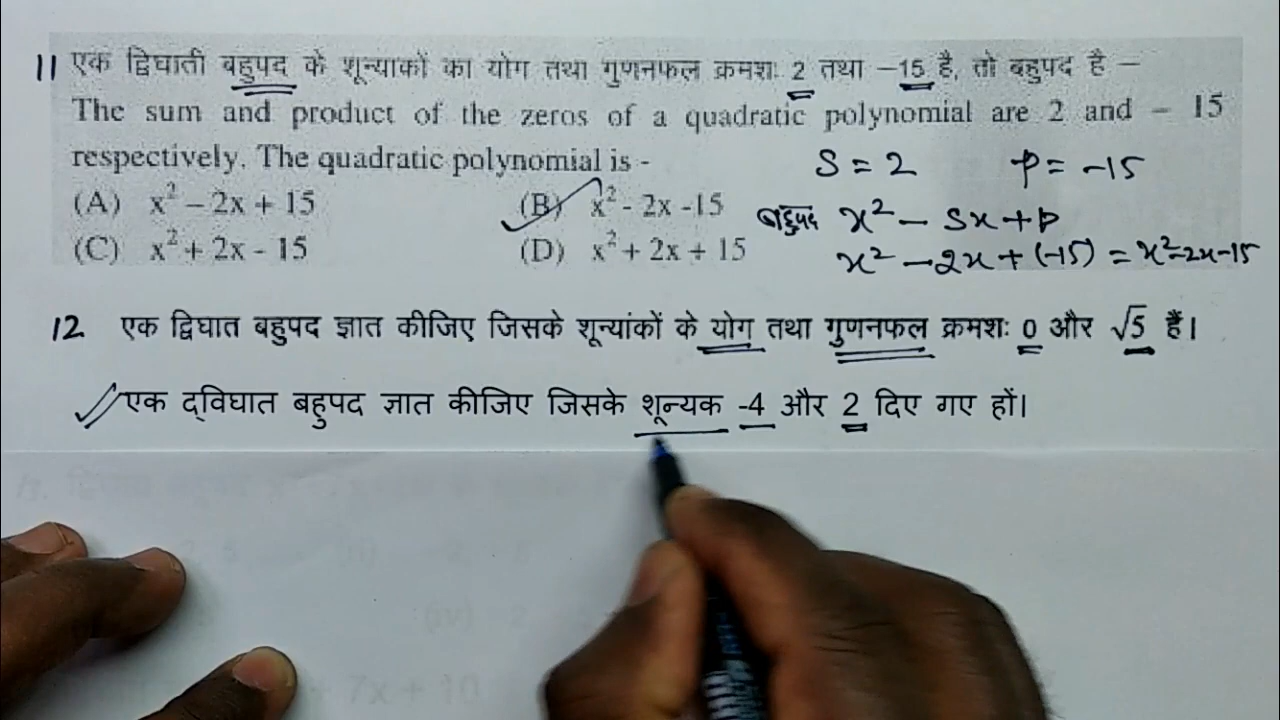 11 एक द्विघाती बहुपद के शून्याकों का योग तथा गुणनफल क्रमशः 2 तथा −15 है, तो बहुपद है −
The sum and product of the zeros of a quadratic polynomial are 2 and - 15
respectively. The quadratic polynomial is -
S = 2 P = -15
(A) x² − 2x + 15 (B) x² - 2x -15
बहुपद x² − Sx + P
(C) x² + 2x - 15 (D) x² + 2x + 15
x² − 2x + (−15) = x²−2x−15
12 एक द्विघात बहुपद ज्ञात कीजिए जिसके शून्यांकों के योग तथा गुणनफल क्रमशः 0 और √5 हैं।
एक द्विघात बहुपद ज्ञात कीजिए जिसके शून्यक -4 और 2 दिए गए हों।
7x + 10